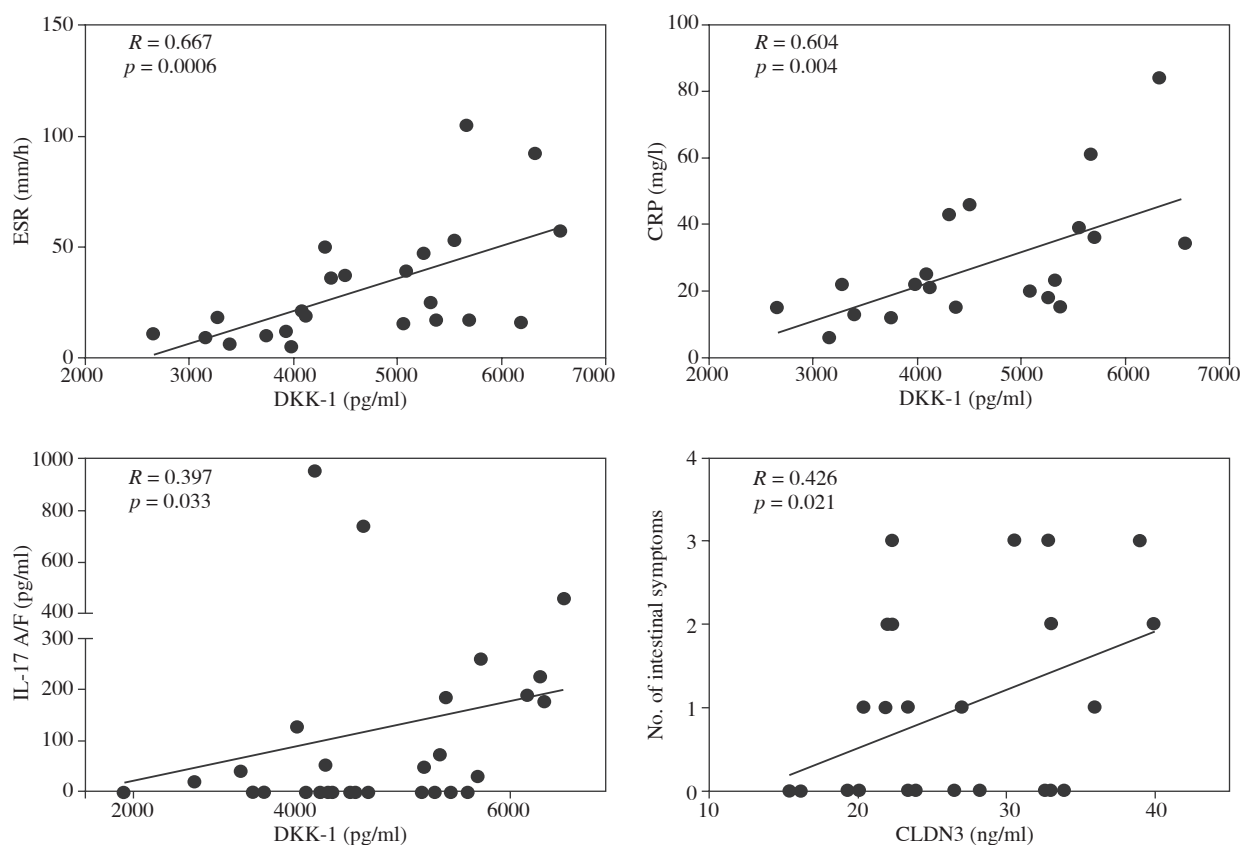 150
R = 0.667
p = 0.0006
100
50
0
ESR (mm/h)
2000 3000 4000 5000 6000 7000
DKK-1 (pg/ml)
100
R = 0.604
p = 0.004
80
60
40
20
0
CRP (mg/l)
2000 3000 4000 5000 6000 7000
DKK-1 (pg/ml)
1000
R = 0.397
p = 0.033
800
600
400
300
200
100
0
IL-17 A/F (pg/ml)
2000 4000 6000
DKK-1 (pg/ml)
4
R = 0.426
p = 0.021
3
2
1
0
No. of intestinal symptoms
10 20 30 40
CLDN3 (ng/ml)